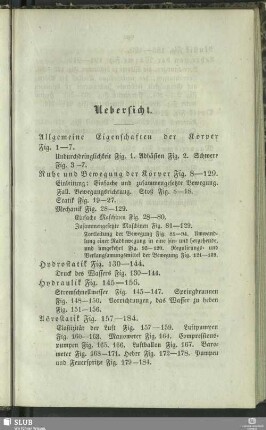 Uebersicht.
Allgemeine Eigenschaften der Körper
Fig. 1—7.
Undurchdringlichkeit Fig. 1. Adhäsion Fig. 2. Schwere
Fig. 3—7.
Ruhe und Bewegung der Körper Fig. 8—129.
Einleitung: Einfache und zusammengesetzte Bewegung.
Fall. Bewegungshinder. Stoß Fig. 8—18.
Statik Fig. 19—27.
Mechanik Fig. 28—129.
Einfache Maschinen Fig. 28—80.
Zusammengesetzte Maschinen Fig. 81—129.
Fortleitung der Bewegung Fig. 81—94. Umwend-
lung einer Radbewegung in eine hin und hergehende,
und umgekehrt Fig. 95—120. Regulirungs- und
Verlangsamungsmittel der Bewegung Fig. 121—129.
Hydrostatik Fig. 130—144.
Druck des Wassers Fig. 130—144.
Hydraulik Fig. 145—156.
Stromschnellmesser Fig. 145—147. Springbrunnen
Fig. 148—150. Vorrichtungen, das Wasser zu heben
Fig. 151—156.
Aërostatik Fig. 157—184.
Elastizität der Luft Fig. 157—159. Luftpumpen
Fig. 160—163. Manometer Fig. 164. Compressions-
pumpen Fig. 165, 166. Luftballon Fig. 167. Baro-
meter Fig. 168—171. Heber Fig. 172—178. Pumpen
und Feuerspritze Fig. 179—184.
SLUB